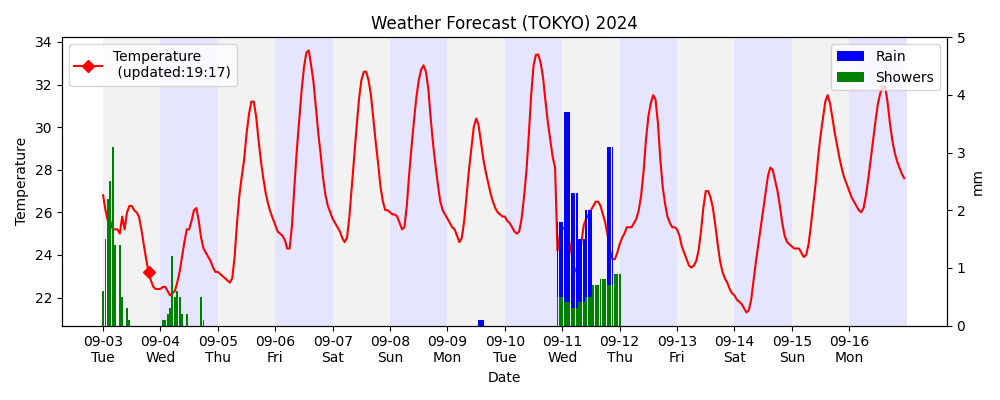 Weather Forecast (TOKYO) 2024
Temperature
(updated:19:17)
Rain
Showers
Temperature
34
32
30
28
26
24
22
5
4
3
2
1
0
mm
09-03 09-04 09-05 09-06 09-07 09-08 09-09 09-10 09-11 09-12 09-13 09-14 09-15 09-16
Tue Wed Thu Fri Sat Sun Mon Tue Wed Thu Fri Sat Sun Mon
Date